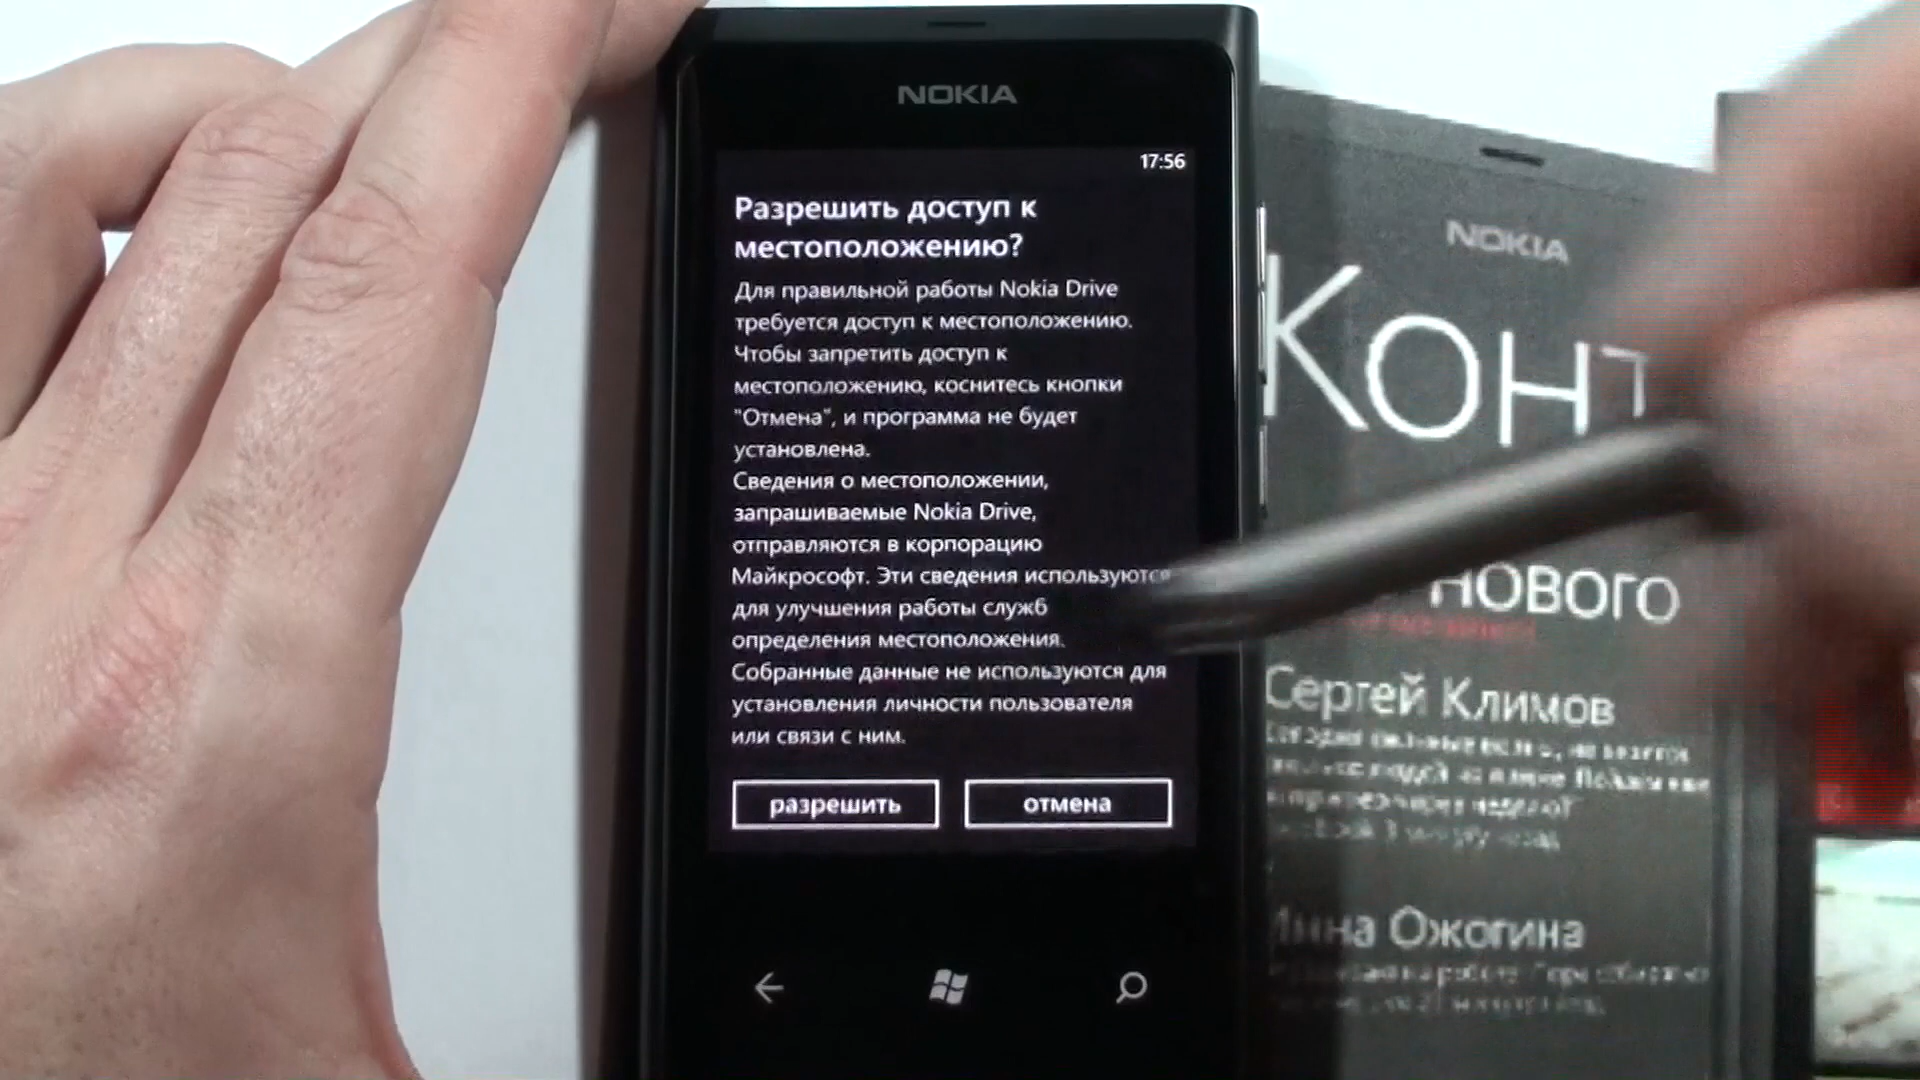 NOKIA
17:56
Разрешить доступ к
местоположению?
Для правильной работы Nokia Drive
требуется доступ к местоположению.
Чтобы запретить доступ к
местоположению, коснитесь кнопки
"Отмена", и программа не будет
установлена.
Сведения о местоположении,
запрашиваемые Nokia Drive,
отправляются в корпорацию
Майкрософт. Эти сведения используются
для улучшения работы служб
определения местоположения.
Собранные данные не используются для
установления личности пользователя
или связи с ним.
разрешить
отмена
NOKIA
Конт
нового
Сергей Климов
Инна Ожогина